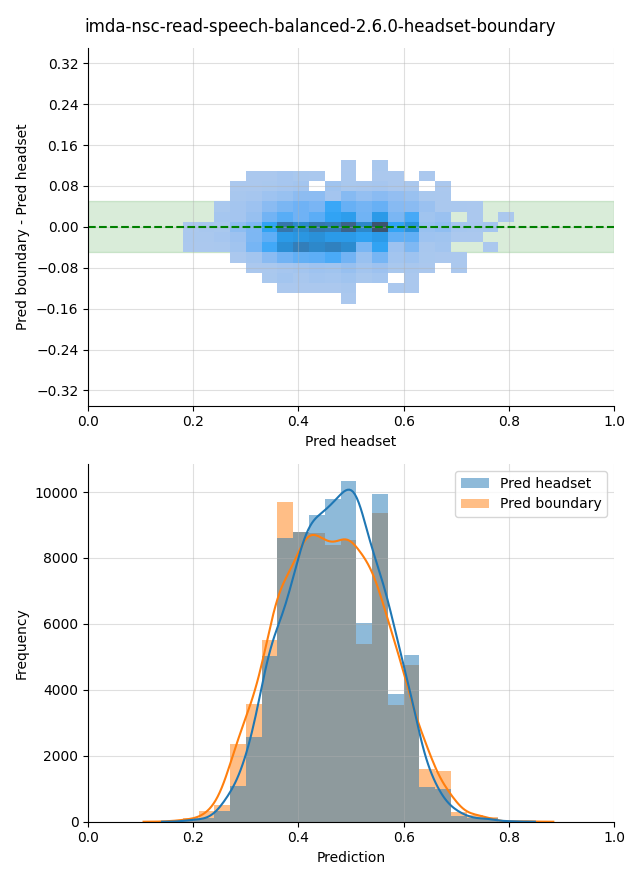 imda-nsc-read-speech-balanced-2.6.0-headset-boundary
Pred boundary - Pred headset
0.32
0.24
0.16
0.08
0.00
−0.08
−0.16
−0.24
−0.32
0.0 0.2 0.4 0.6 0.8 1.0
Pred headset
Frequency
10000
8000
6000
4000
2000
0
Pred headset
Pred boundary
0.0 0.2 0.4 0.6 0.8 1.0
Prediction